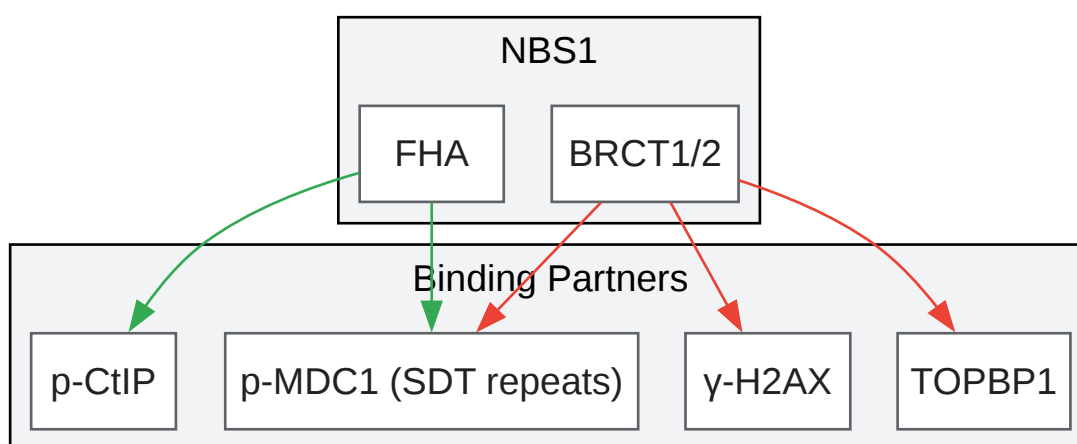 NBS1
FHA
BRCT1/2
Binding Partners
p-CtIP
p-MDC1 (SDT repeats)
γ-H2AX
TOPBP1